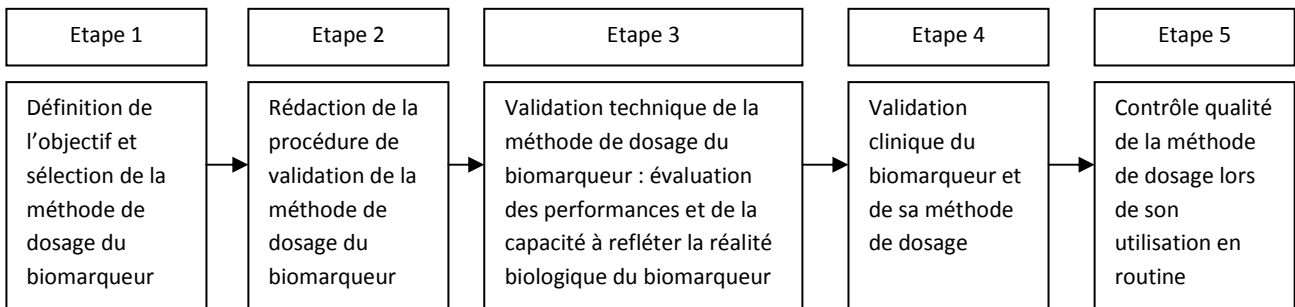 Etape 1
Etape 2
Etape 3
Etape 4
Etape 5
Définition de
l’objectif et
sélection de la
méthode de
dosage du
biomarqueur
Rédaction de la
procédure de
validation de la
méthode de
dosage du
biomarqueur
Validation technique de la
méthode de dosage du
biomarqueur : évaluation
des performances et de la
capacité à refléter la réalité
biologique du biomarqueur
Validation
clinique du
biomarqueur et
de sa méthode
de dosage
Contrôle qualité
de la méthode
de dosage lors
de son
utilisation en
routine